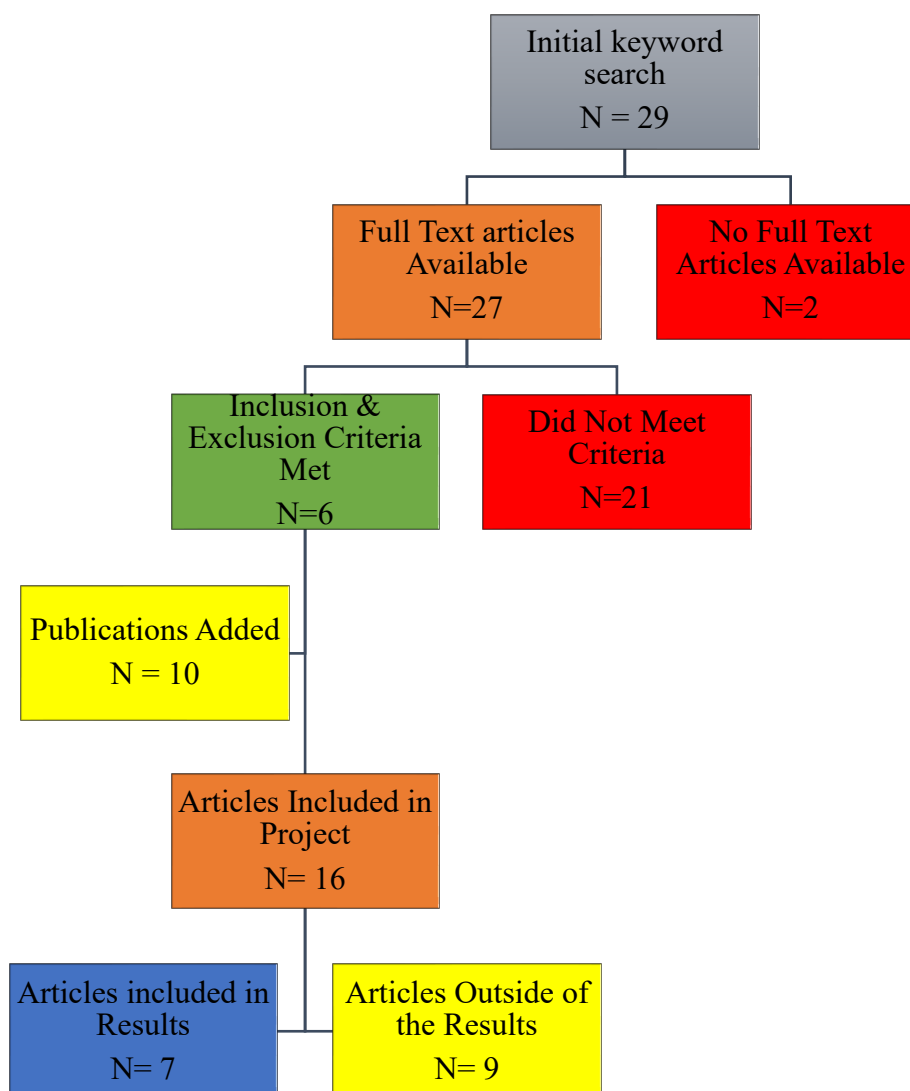 Initial keyword
search
N = 29
Full Text articles
Available
N=27
No Full Text
Articles Available
N=2
Inclusion &
Exclusion Criteria
Met
N=6
Did Not Meet
Criteria
N=21
Publications Added
N = 10
Articles Included in
Project
N= 16
Articles included in
Results
N= 7
Articles Outside of
the Results
N= 9